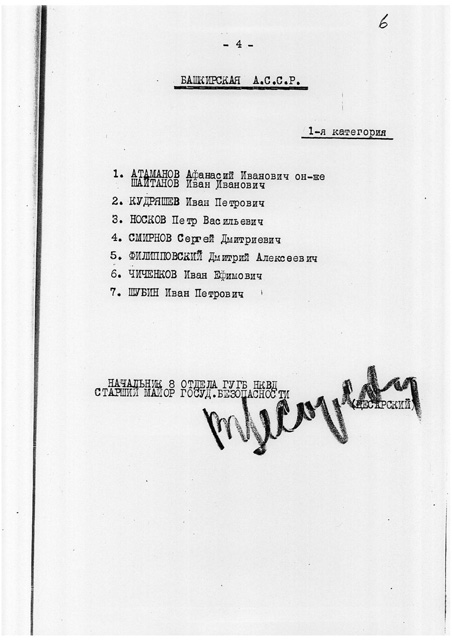 6
- 4 -
БАШКИРСКАЯ А.С.С.Р.
1-я категория
1. АТАМАНОВ Афанасий Иванович он-же
ШАЙТАНОВ Иван Иванович
2. КУДРЯШЕВ Иван Петрович
3. НОСКОВ Петр Васильевич
4. СМИРНОВ Сергей Дмитриевич
5. ФИЛИППОВСКИЙ Дмитрий Алексеевич
6. ЧИЧЕНКОВ Иван Ефимович
7. ШУБИН Иван Петрович
НАЧАЛЬНИК 8 ОТДЕЛА ГУГБ НКВД
СТАРШИЙ МАЙОР ГОСУД.БЕЗОПАСНОСТИ
(ЦЕСАРСКИЙ)